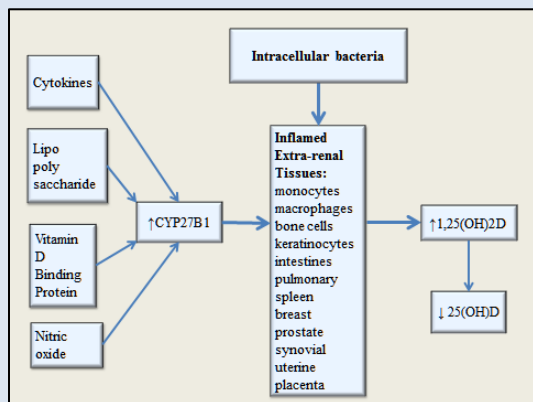 Cytokines
Lipo
poly
saccharide
Vitamin
D
Binding
Protein
Nitric
oxide
↑CYP27B1
Intracellular bacteria
Inflamed
Extra-renal
Tissues:
monocytes
macrophages
bone cells
keratinocytes
intestines
pulmonary
spleen
breast
prostate
synovial
uterine
placenta
↑1,25(OH)2D
↓ 25(OH)D